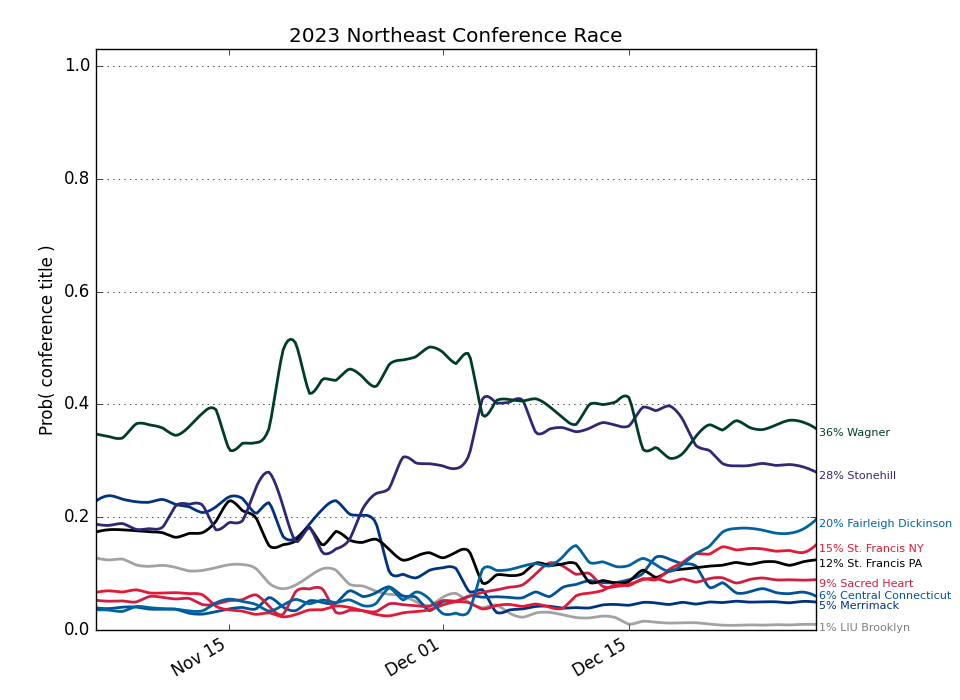 2023 Northeast Conference Race
1.0
0.8
0.6
0.4
0.2
0.0
Prob( conference title )
Nov 15
Dec 01
Dec 15
36% Wagner
28% Stonehill
20% Fairleigh Dickinson
15% St. Francis NY
12% St. Francis PA
9% Sacred Heart
6% Central Connecticut
5% Merrimack
1% LIU Brooklyn